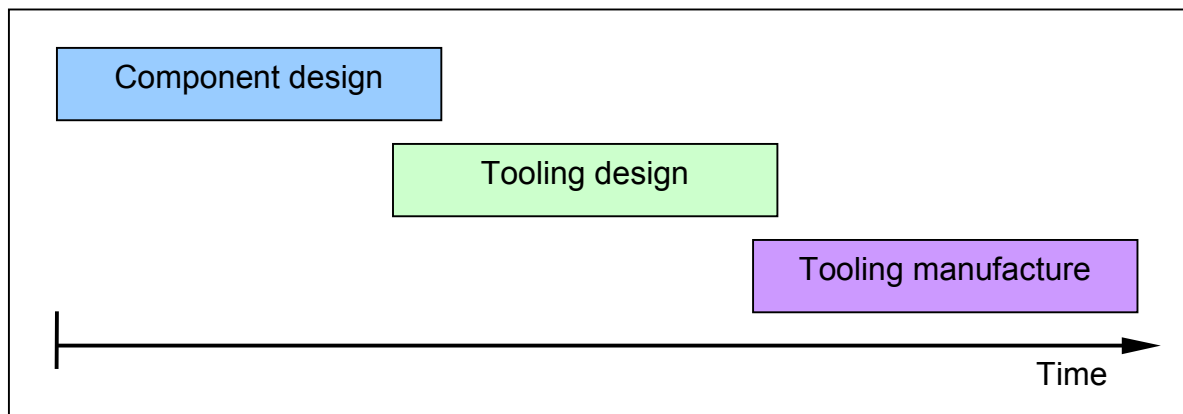 Component design
Tooling design
Tooling manufacture
Time